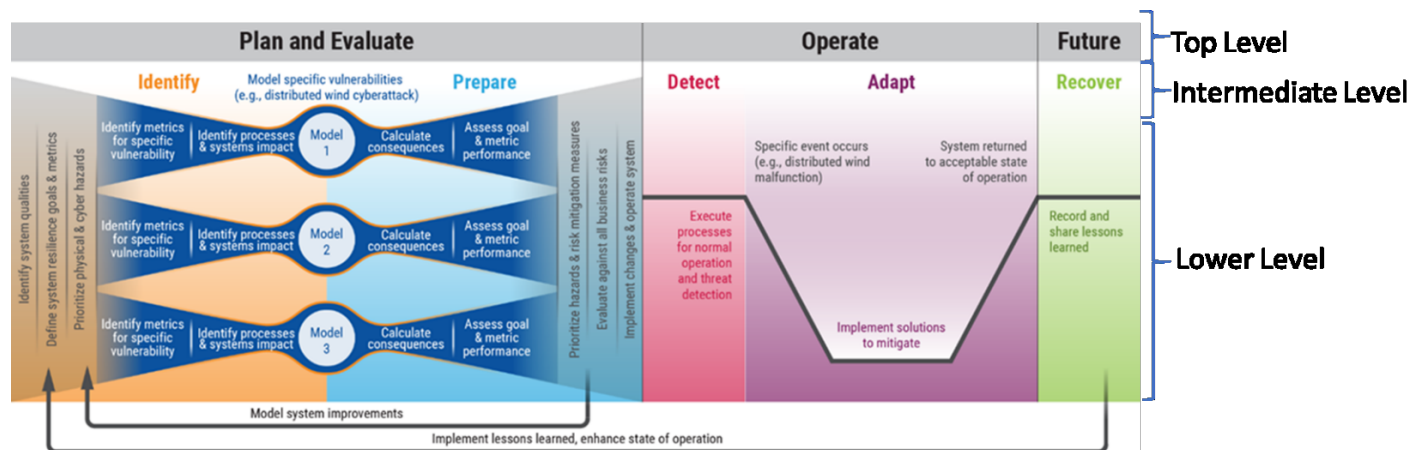 Plan and Evaluate
Operate
Future
Top Level
Identify
Model specific vulnerabilities
(e.g., distributed wind cyberattack)
Prepare
Detect
Adapt
Recover
Intermediate Level
Identify system qualities
Define system resilience goals & metrics
Prioritize physical & cyber hazards
Identify metrics
for specific
vulnerability
Identify processes
& systems impact
Model
1
Calculate
consequences
Assess goal
& metric
performance
Identify metrics
for specific
vulnerability
Identify processes
& systems impact
Model
2
Calculate
consequences
Assess goal
& metric
performance
Identify metrics
for specific
vulnerability
Identify processes
& systems impact
Model
3
Calculate
consequences
Assess goal
& metric
performance
Prioritize hazards & risk mitigation measures
Evaluate against all business risks
Implement changes & operate system
Execute
processes
for normal
operation
and threat
detection
Specific event occurs
(e.g., distributed wind
malfunction)
System returned
to acceptable state
of operation
Implement solutions
to mitigate
Record and
share lessons
learned
Lower Level
Model system improvements
Implement lessons learned, enhance state of operation